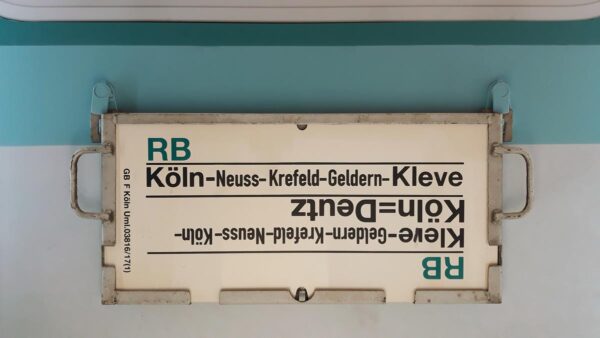 RB
Köln-Neuss-Krefeld-Geldern-Kleve
RB
Kleve-Geldern-Krefeld-Neuss-Köln-
Köln=Deutz
GB F Köln Uml.03816/17(1)